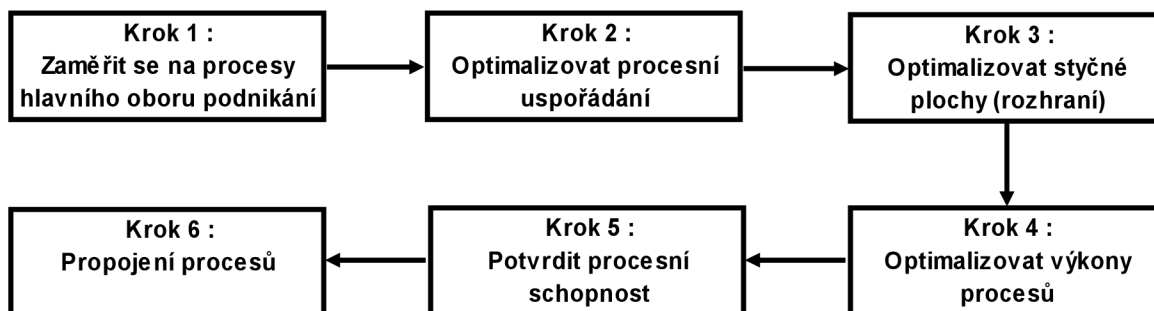 Krok 1 :
Zaměřit se na procesy
hlavního oboru podnikání
Krok 2 :
Optimalizovat procesní
uspořádání
Krok 3 :
Optimalizovat styčné
plochy (rozhraní)
Krok 4 :
Optimalizovat výkony
procesů
Krok 5 :
Potvrdit procesní
schopnost
Krok 6 :
Propojení procesů